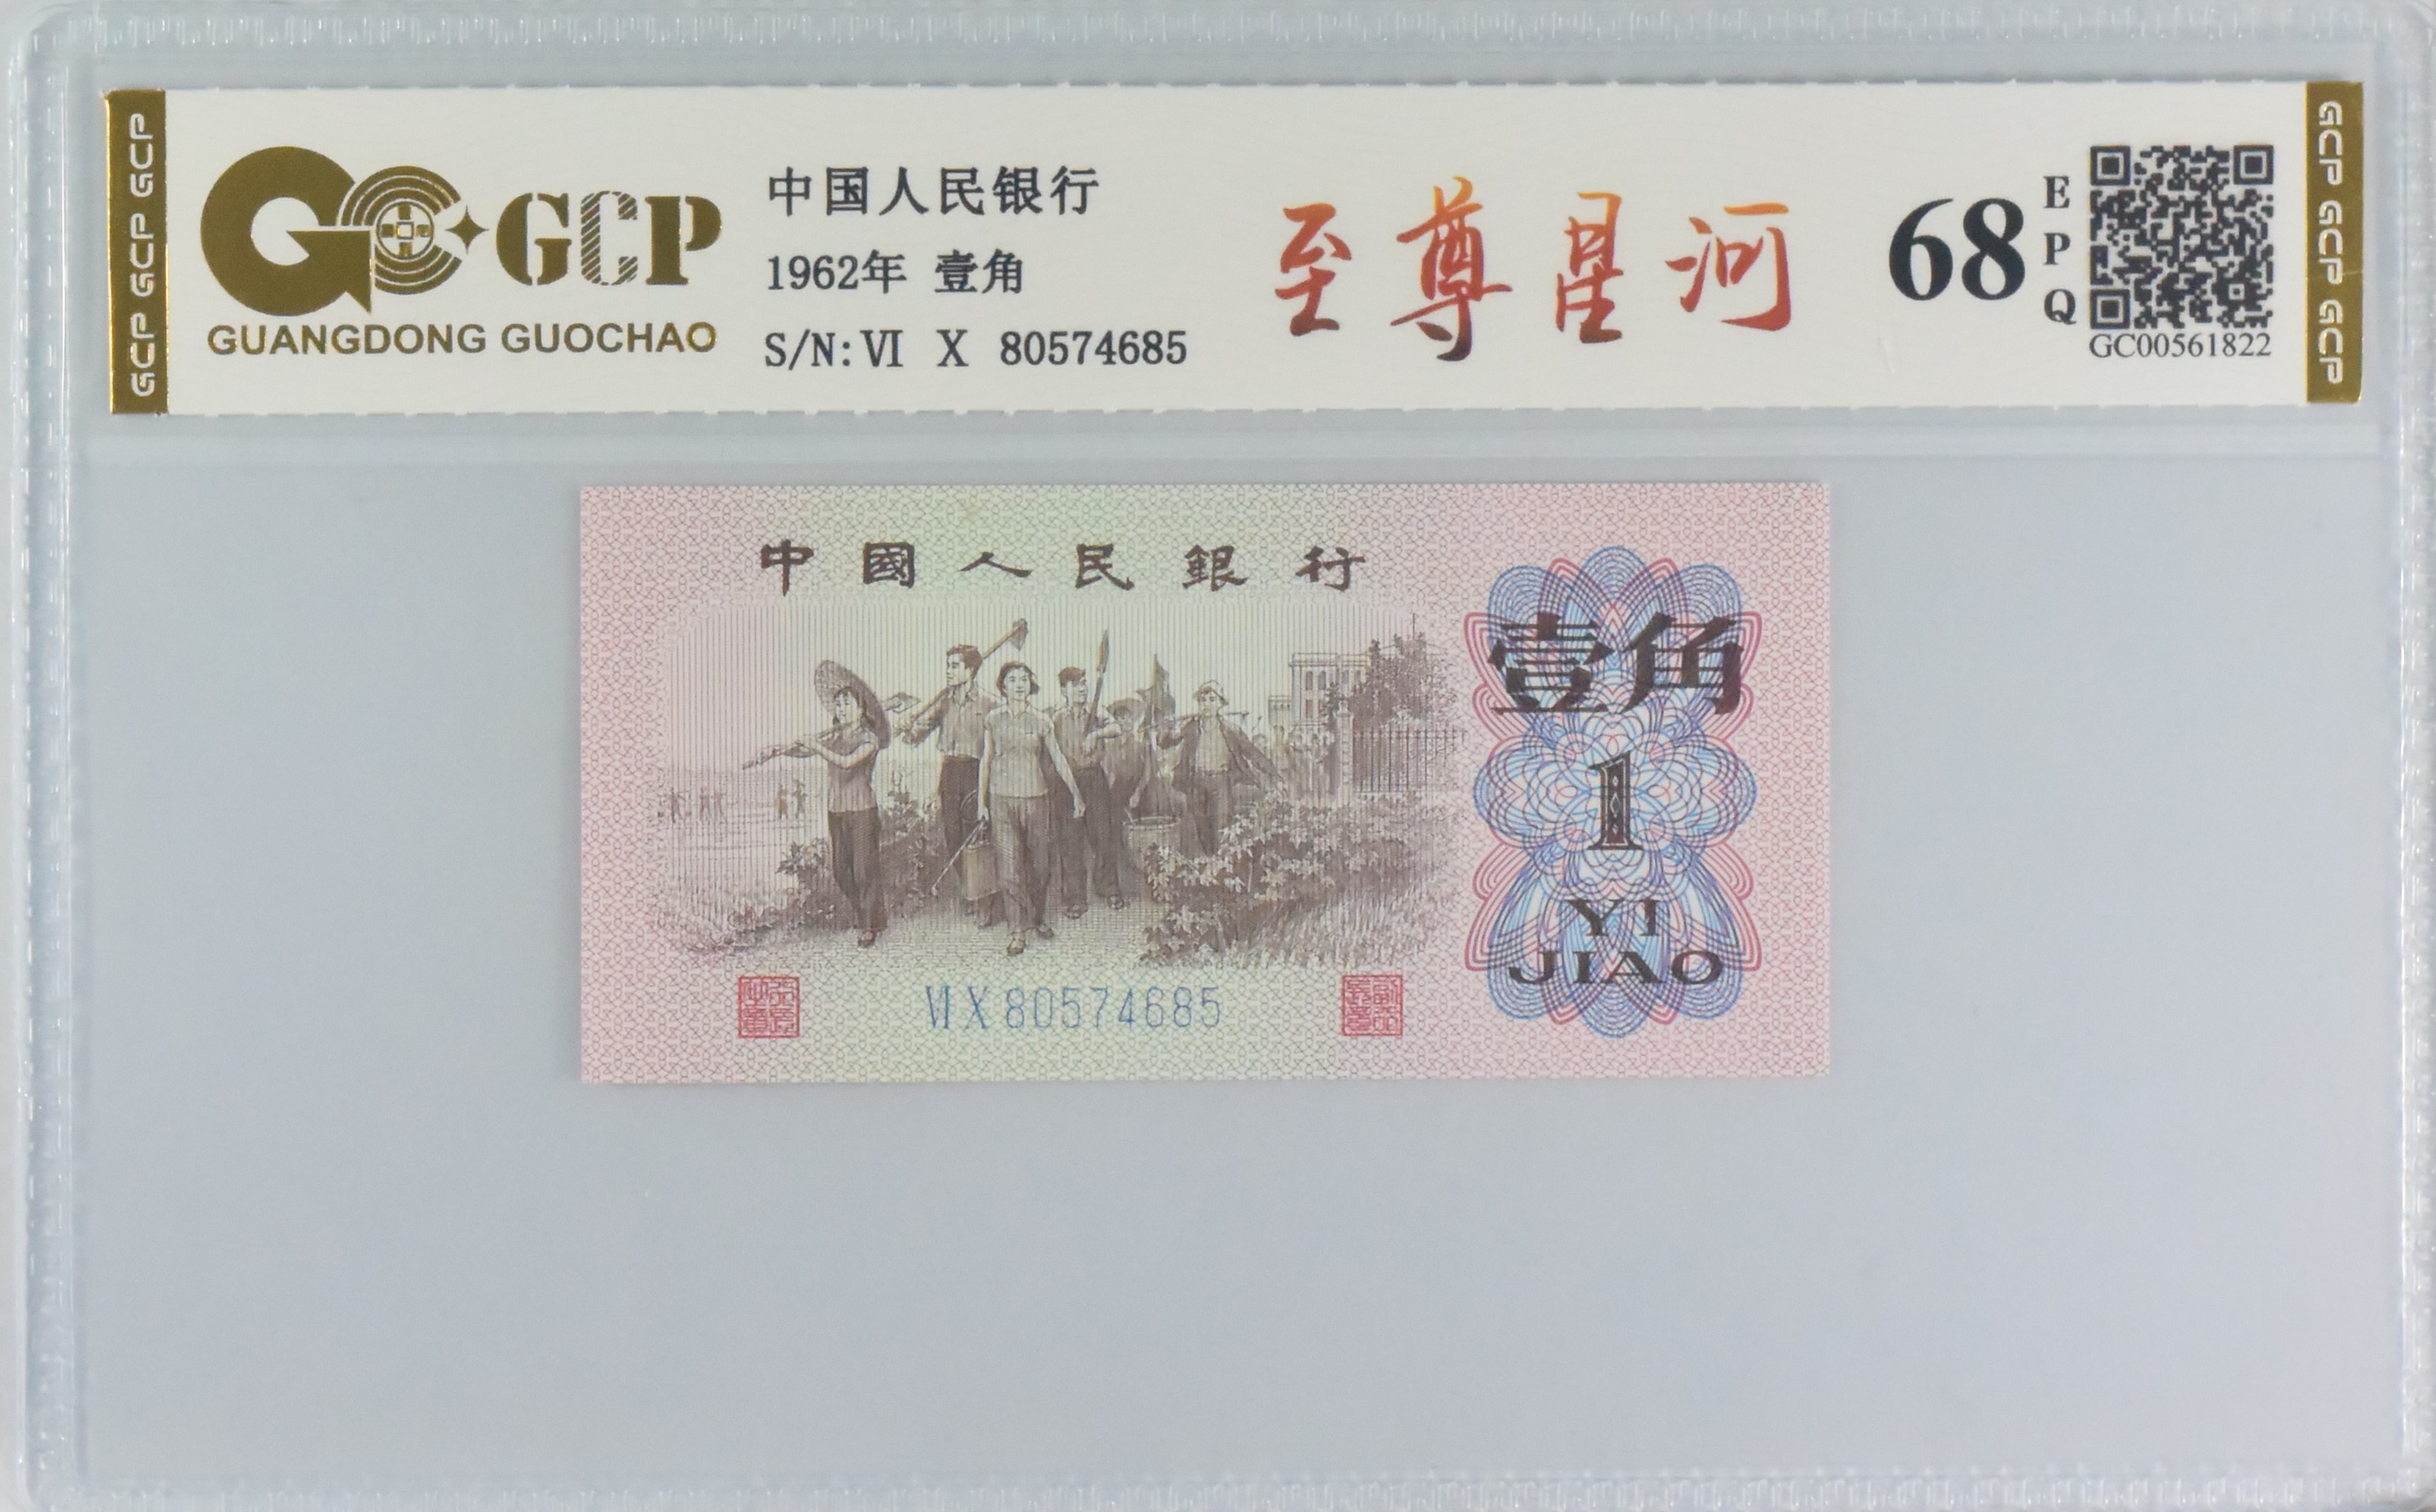 GCP GCP GCP
GCP
GUANGDONG GUOCHAO
中国人民银行
1962年 壹角
S/N: VI X 80574685
至尊星河
68
EPQ
GC00561822
GCP GCP GCP
中國人民銀行
壹角
1
YI
JIAO
VI X 80574685